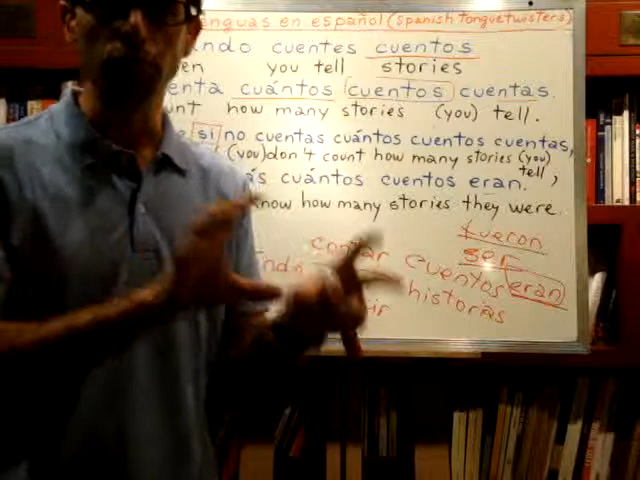 enguas en español (Spanish Tonguetwisters)
ndo cuentes cuentos
en you tell stories
enta cuántos cuentos cuentas.
unt how many stories (you) tell.
e si no cuentas cuántos cuentos cuentas,
(you) don't count how many stories (you) tell,
ás cuántos cuentos eran.
know how many stories they were.
fueron
ser
contar cuentos eran
historias